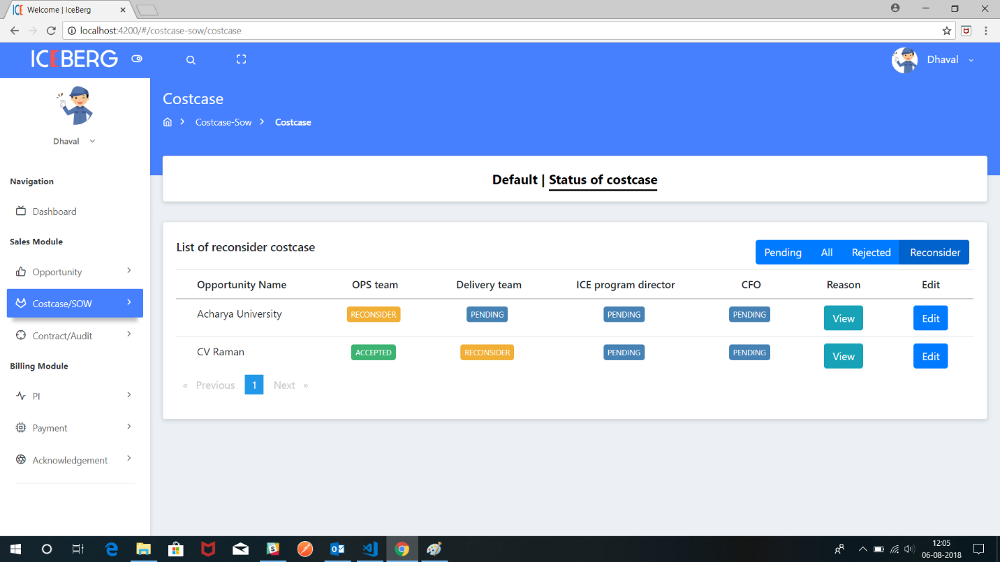 ICE Welcome | IceBerg
localhost:4200/#/costcase-sow/costcase
ICEBERG
Dhaval
Dhaval
Navigation
Dashboard
Sales Module
Opportunity
Costcase/SOW
Contract/Audit
Billing Module
PI
Payment
Acknowledgement
Costcase
Costcase-Sow Costcase
Default | Status of costcase
List of reconsider costcase
Pending All Rejected Reconsider
Opportunity Name OPS team Delivery team ICE program director CFO Reason Edit
Acharya University RECONSIDER PENDING PENDING PENDING View Edit
CV Raman ACCEPTED RECONSIDER PENDING PENDING View Edit
« Previous 1 Next »
12:05
06-08-2018